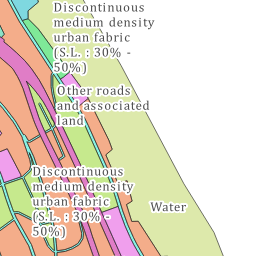 Discontinuous
medium density
urban fabric
(S.L. : 30% -
50%)
Other roads
and associated
land
Discontinuous
medium density
urban fabric
(S.L. : 30% -
50%)
Water